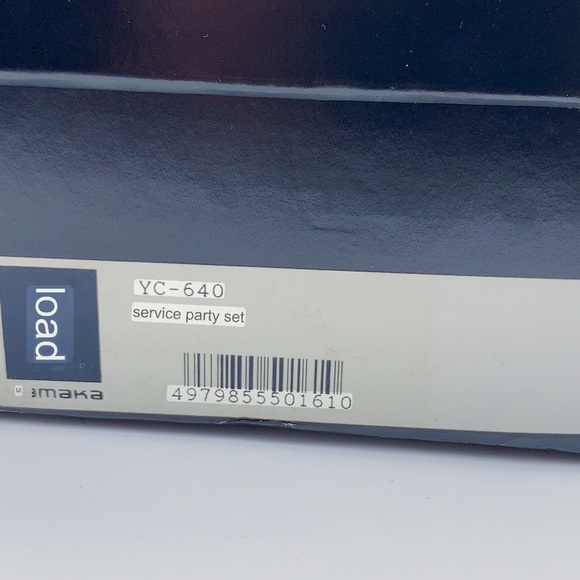 load
YC-640
service party set
maka
4979855501610